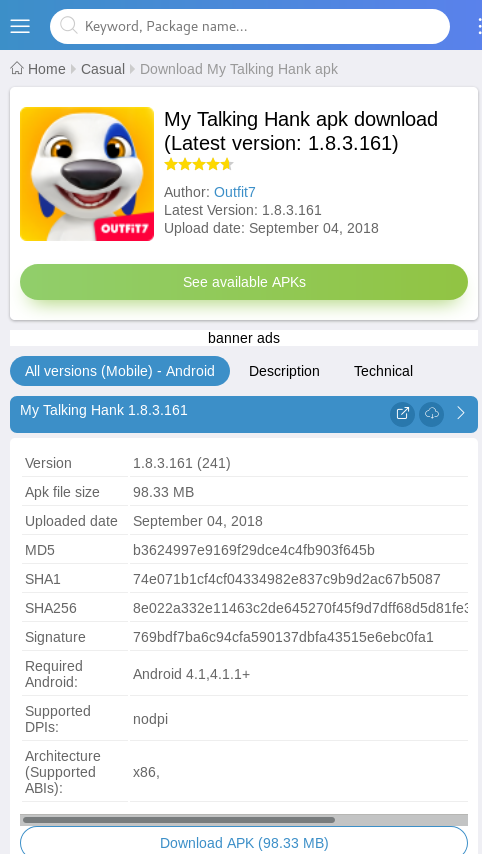 Keyword, Package name...
Home Casual Download My Talking Hank apk
My Talking Hank apk download
(Latest version: 1.8.3.161)
OUTFIT7
Author: Outfit7
Latest Version: 1.8.3.161
Upload date: September 04, 2018
See available APKs
banner ads
All versions (Mobile) - Android Description Technical
My Talking Hank 1.8.3.161
Version 1.8.3.161 (241)
Apk file size 98.33 MB
Uploaded date September 04, 2018
MD5 b3624997e9169f29dce4c4fb903f645b
SHA1 74e071b1cf4cf04334982e837c9b9d2ac67b5087
SHA256 8e022a332e11463c2de645270f45f9d7dff68d5d81fe3
Signature 769bdf7ba6c94cfa590137dbfa43515e6ebc0fa1
Required
Android: Android 4.1,4.1.1+
Supported
DPIs: nodpi
Architecture
(Supported
ABIs): x86,
Download APK (98.33 MB)